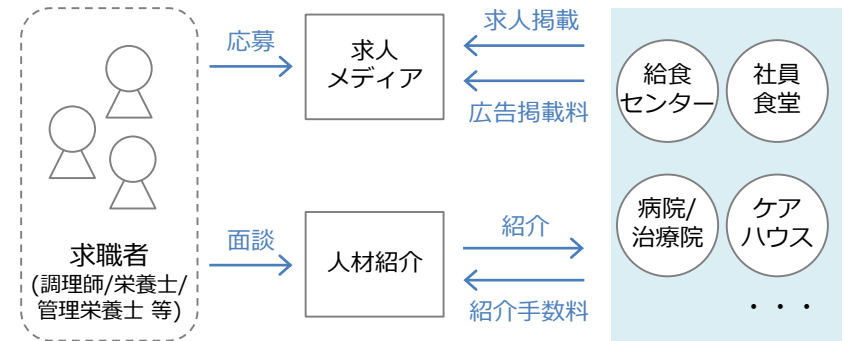 求職者
(調理師/栄養士/
管理栄養士 等)
応募
面談
求人
メディア
人材紹介
求人掲載
広告掲載料
紹介
紹介手数料
給食
センター
社員
食堂
病院/
治療院
ケア
ハウス
・・・